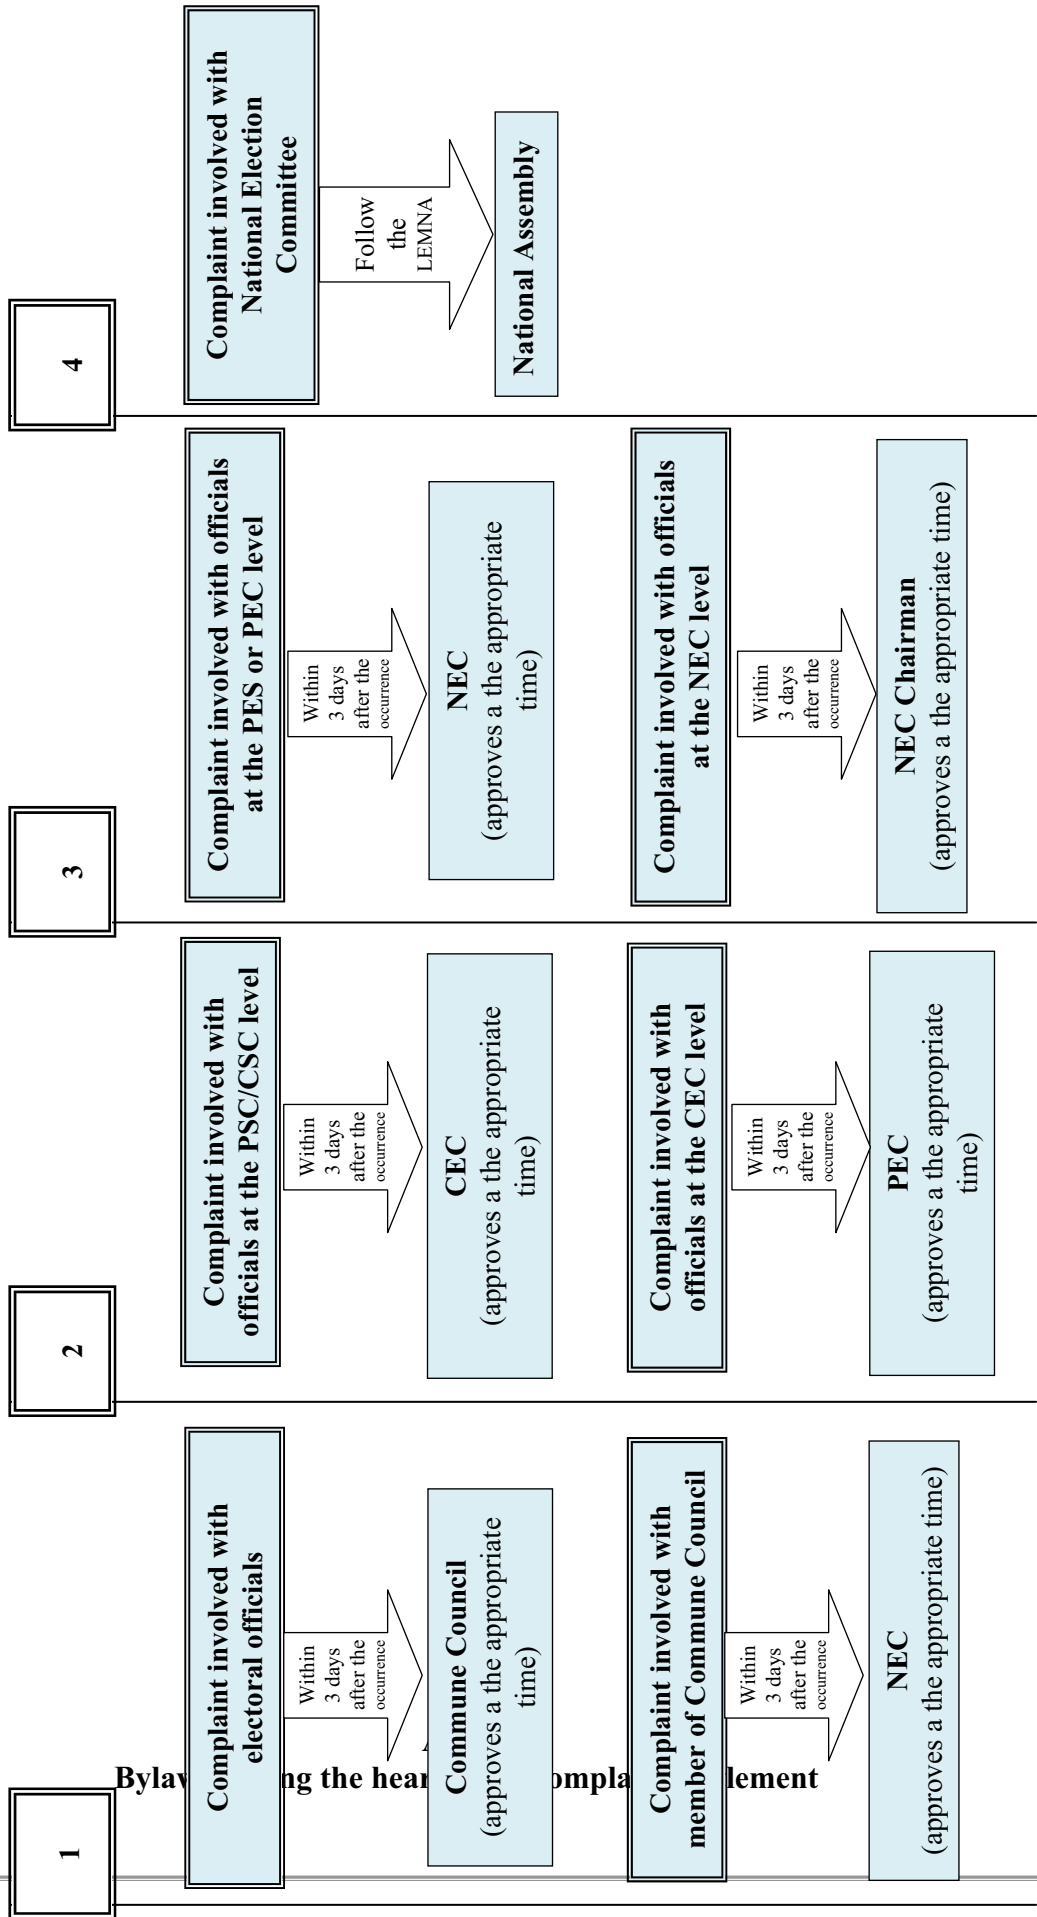 1
Complaint involved with
electoral officials
Within
3 days
after the
occurrence
Commune Council
(approves a the appropriate
time)
Complaint involved with
member of Commune Council
Within
3 days
after the
occurrence
NEC
(approves a the appropriate time)
2
Complaint involved with
officials at the PSC/CSC level
Within
3 days
after the
occurrence
CEC
(approves a the appropriate
time)
Complaint involved with
officials at the CEC level
Within
3 days
after the
occurrence
PEC
(approves a the appropriate
time)
3
Complaint involved with officials
at the PES or PEC level
Within
3 days
after the
occurrence
NEC
(approves a the appropriate
time)
Complaint involved with officials
at the NEC level
Within
3 days
after the
occurrence
NEC Chairman
(approves a the appropriate time)
4
Complaint involved with
National Election
Committee
Follow
the
LEMNA
National Assembly
the